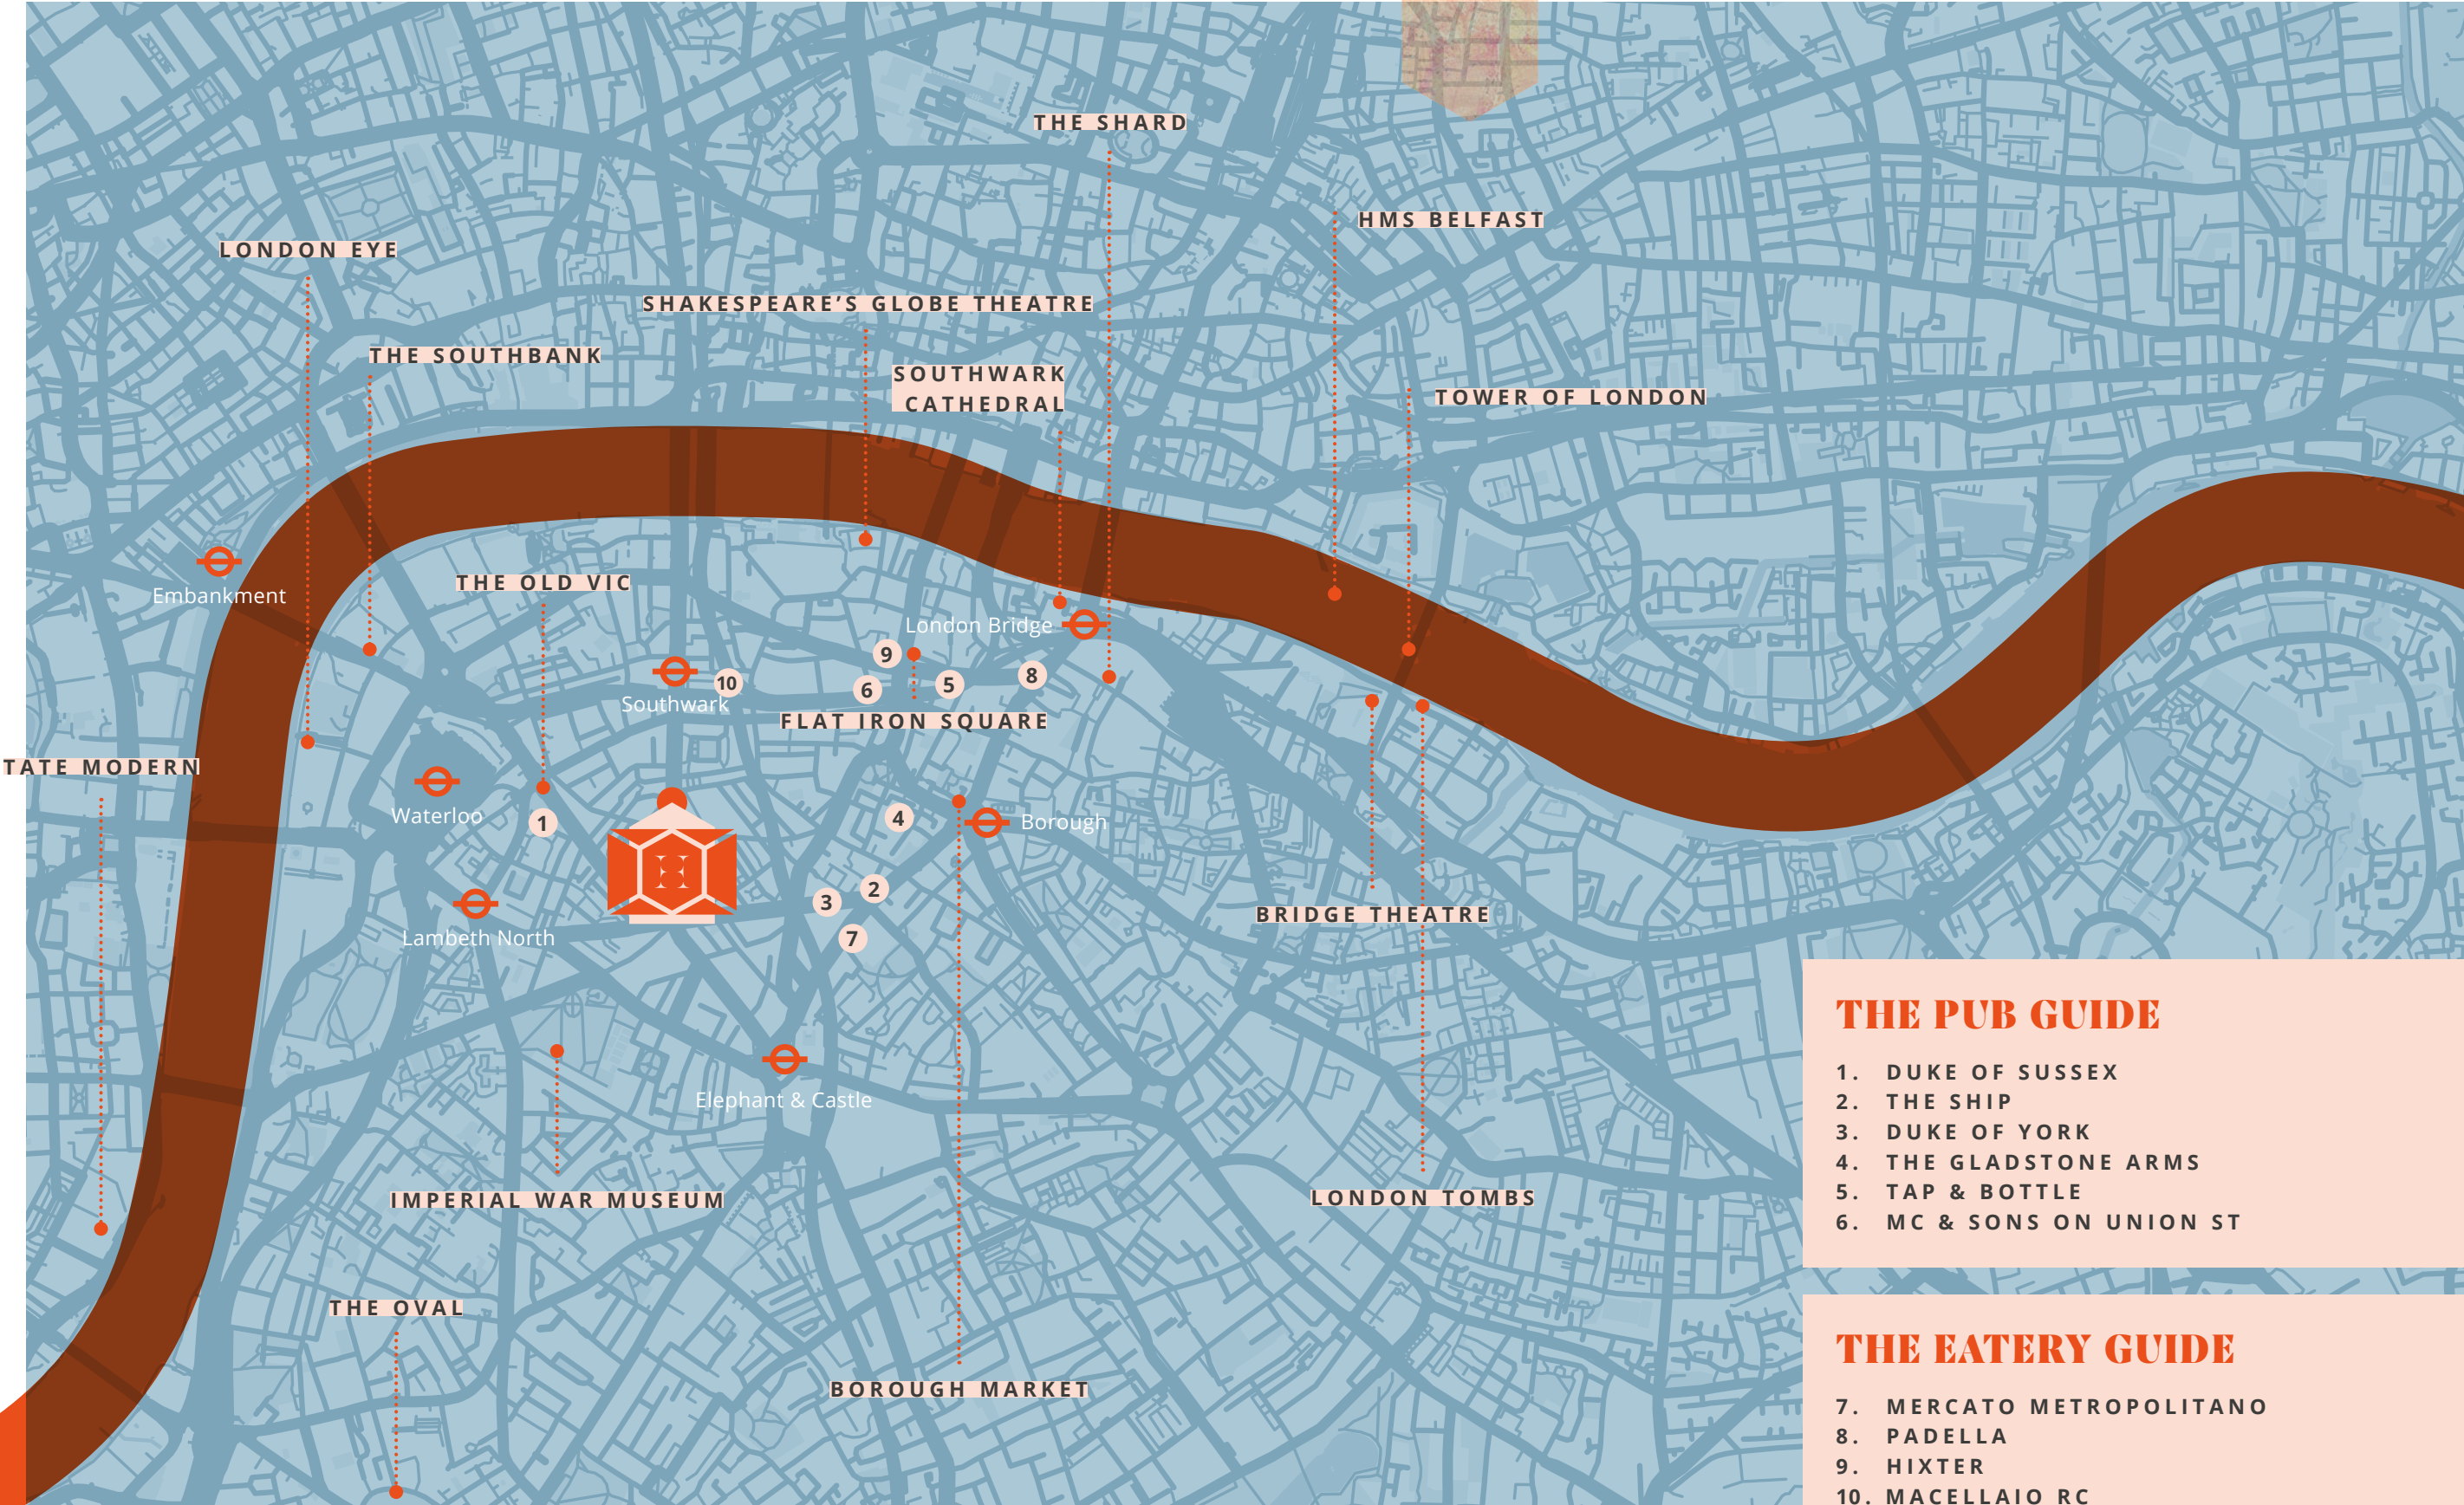 THE SHARD
HMS BELFAST
LONDON EYE
SHAKESPEARE’S GLOBE THEATRE
THE SOUTHBANK
SOUTHWARK
CATHEDRAL
TOWER OF LONDON
Embankment
THE OLD VIC
London Bridge
9
10
Southwark
6
5
8
FLAT IRON SQUARE
TATE MODERN
Waterloo
1
4
Borough
3
2
7
Lambeth North
BRIDGE THEATRE
Elephant & Castle
IMPERIAL WAR MUSEUM
LONDON TOMBS
THE OVAL
BOROUGH MARKET
THE PUB GUIDE
1. DUKE OF SUSSEX
2. THE SHIP
3. DUKE OF YORK
4. THE GLADSTONE ARMS
5. TAP & BOTTLE
6. MC & SONS ON UNION ST
THE EATERY GUIDE
7. MERCATO METROPOLITANO
8. PADELLA
9. HIXTER
10. MACELLAIO RC